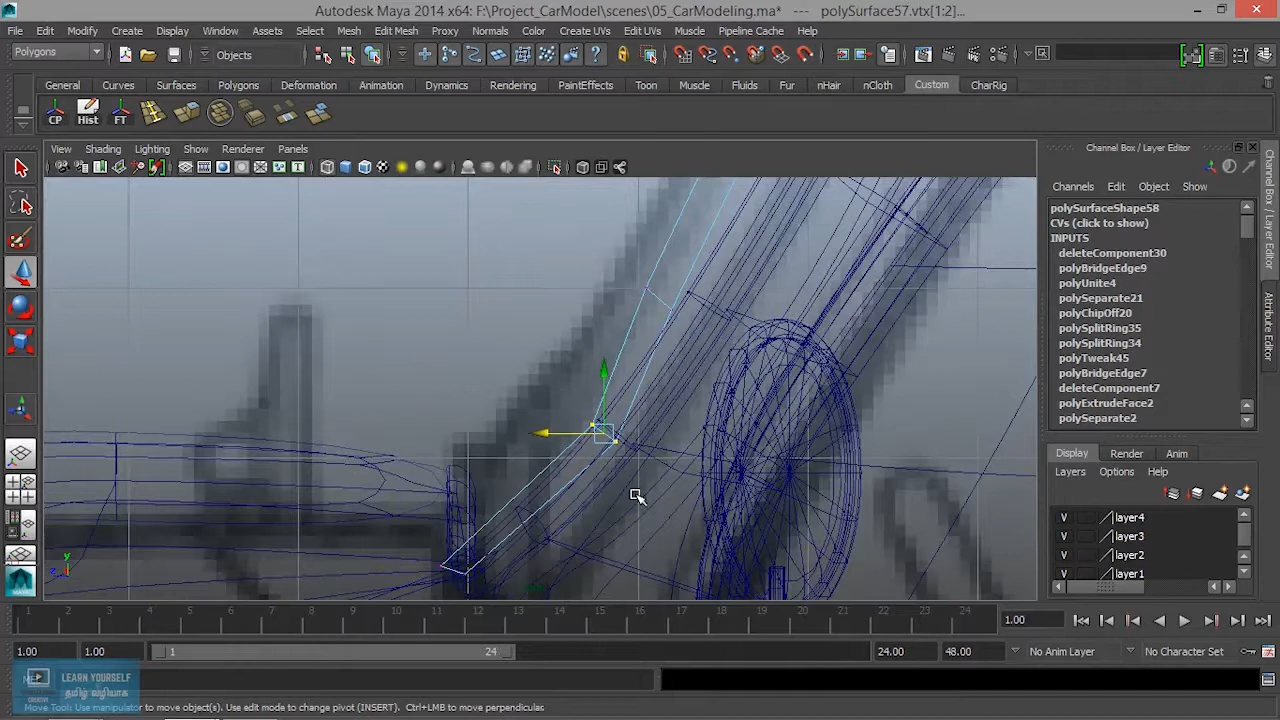 Autodesk Maya 2014 x64: F:\Project_CarModel\scenes\05_CarModeling.ma* --- polySurface57.vtx[1:2]...
File Edit Modify Create Display Window Assets Select Mesh Edit Mesh Proxy Normals Color Create UVs Edit UVs Muscle Pipeline Cache Help
Polygons Objects
General Curves Surfaces Polygons Deformation Animation Dynamics Rendering PaintEffects Toon Muscle Fluids Fur nHair nCloth Custom CharRig
CP Hist FT
View Shading Lighting Show Renderer Panels
Channel Box / Layer Editor
Channels Edit Object Show
polySurfaceShape58
CVs (click to show)
INPUTS
deleteComponent30
polyBridgeEdge9
polyUnite4
polySeparate21
polyChipOff20
polySplitRing35
polySplitRing34
polyTweak45
polyBridgeEdge7
deleteComponent7
polyExtrudeFace2
polySeparate2
Channel Box / Layer Editor
Attribute Editor
Display Render Anim
Layers Options Help
V layer4
V layer3
V layer2
V layer1
y
z
1 2 3 4 5 6 7 8 9 10 11 12 13 14 15 16 17 18 19 20 21 22 23 24
1.00
1.00 1.00 1 24 24.00 48.00 No Anim Layer No Character Set
LEARN YOURSELF
தமிழ் வழியாக
Move Tool: Use manipulator to move object(s). Use edit mode to change pivot (INSERT). Ctrl+LMB to move perpendicular.